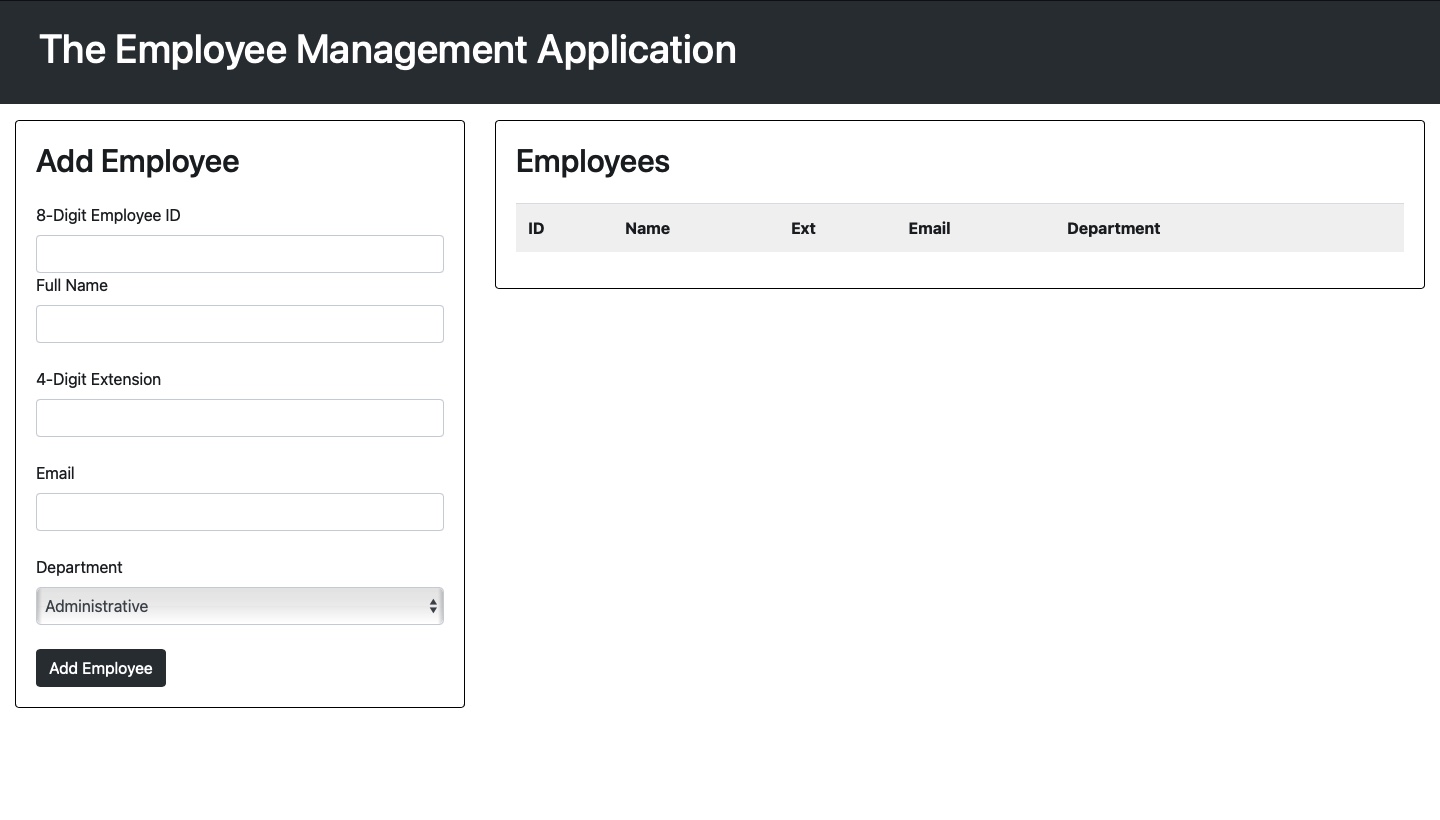 The Employee Management Application
Add Employee
8-Digit Employee ID
Full Name
4-Digit Extension
Email
Department
Administrative
Add Employee
Employees
ID Name Ext Email Department